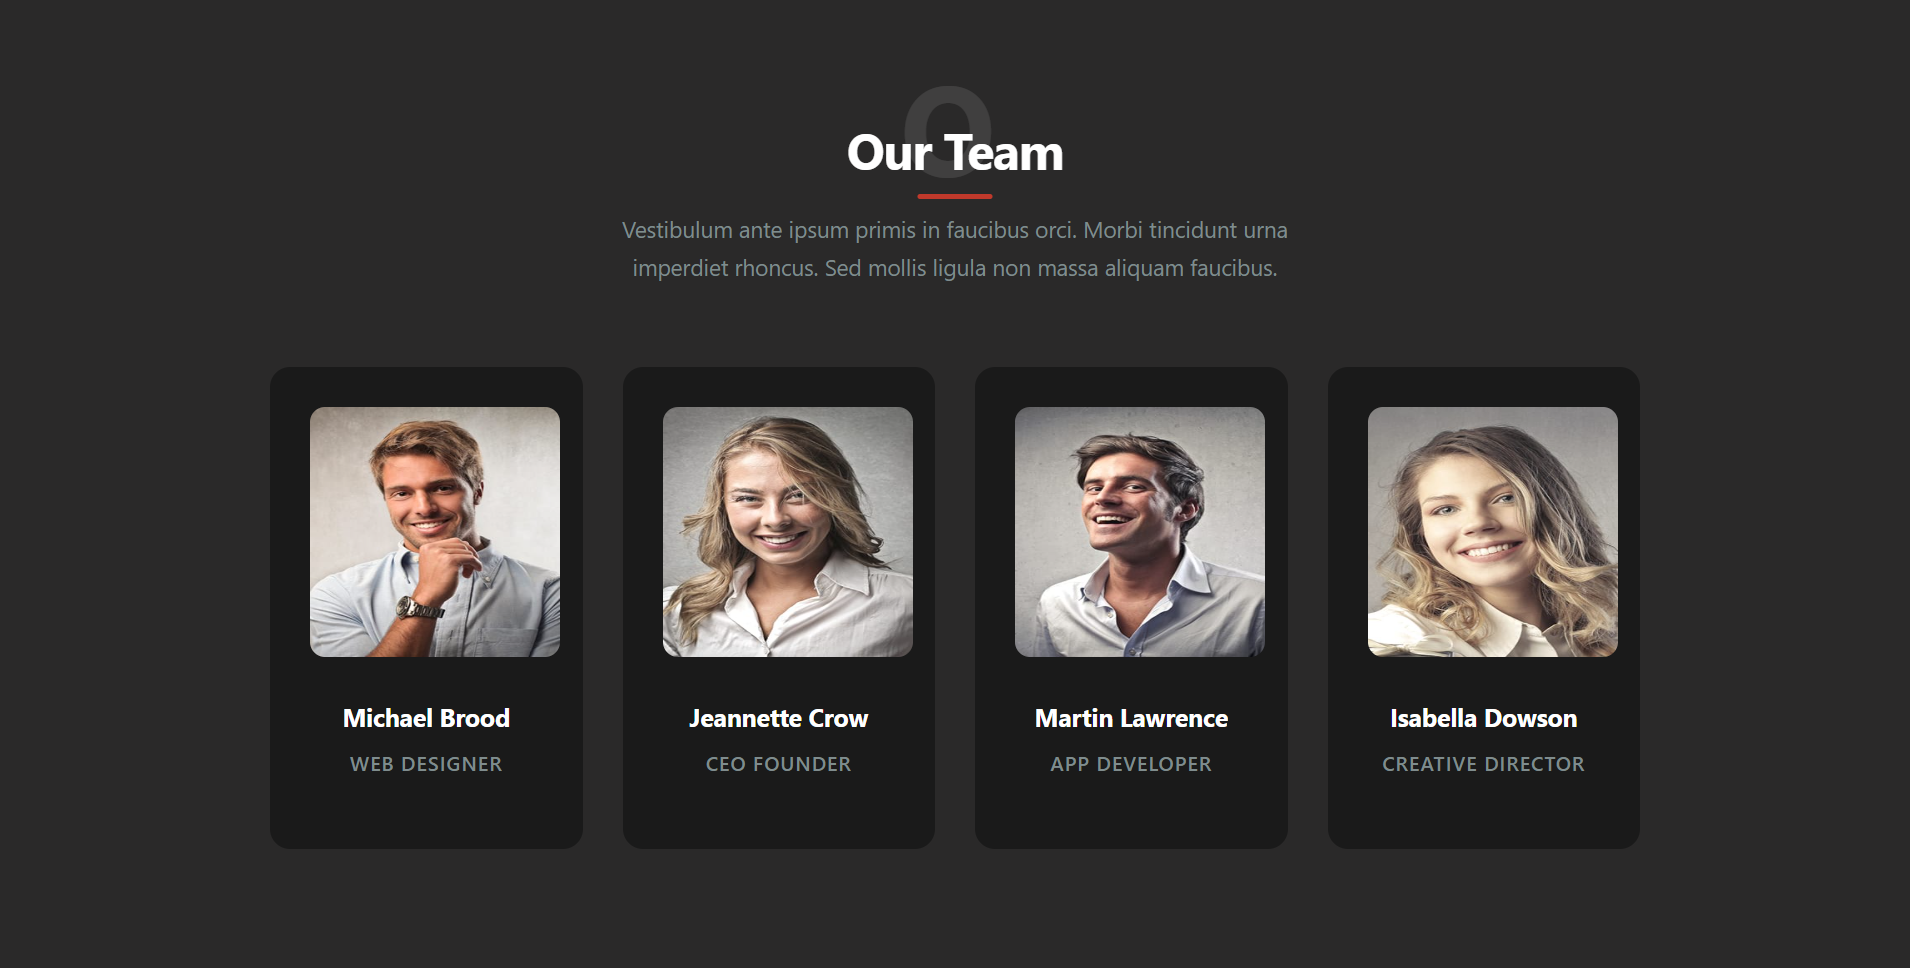 O
Our Team
Vestibulum ante ipsum primis in faucibus orci. Morbi tincidunt urna
imperdiet rhoncus. Sed mollis ligula non massa aliquam faucibus.
Michael Brood
WEB DESIGNER
Jeannette Crow
CEO FOUNDER
Martin Lawrence
APP DEVELOPER
Isabella Dowson
CREATIVE DIRECTOR